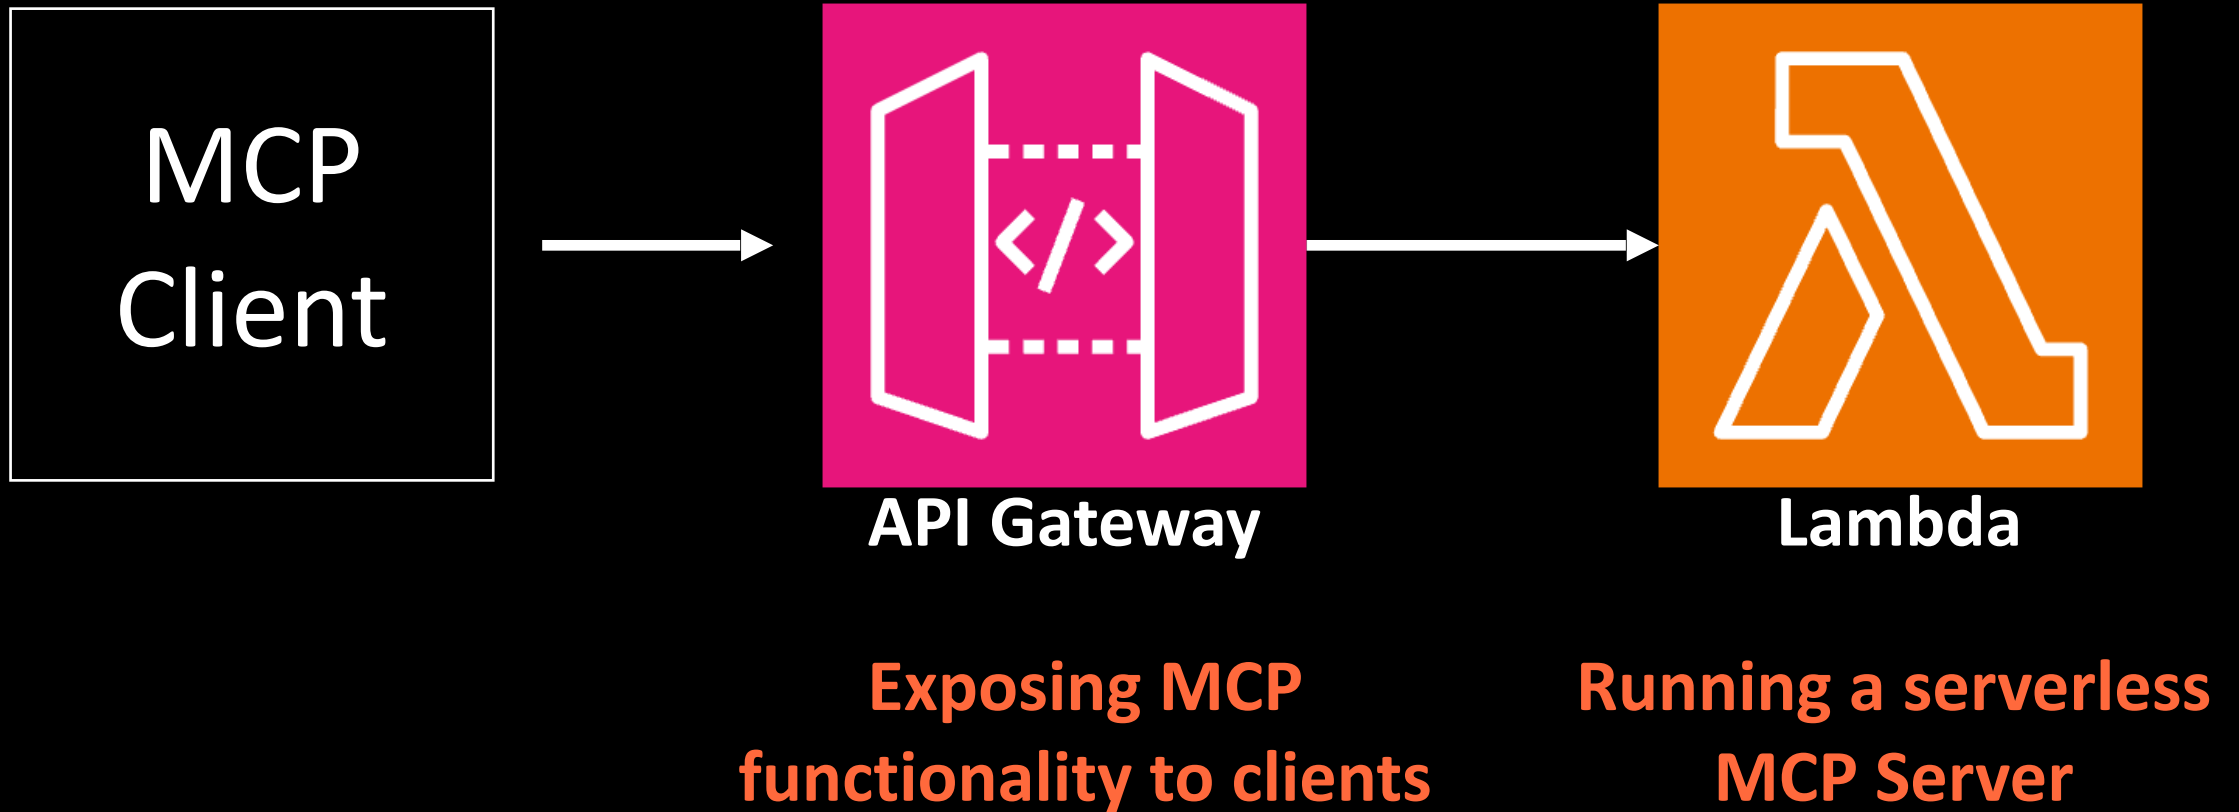 MCP
Client
</>
API Gateway
Lambda
Exposing MCP
functionality to clients
Running a serverless
MCP Server